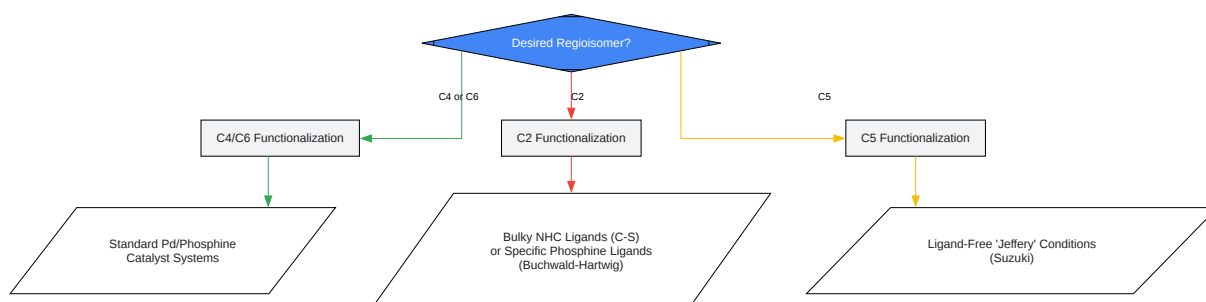 Desired Regioisomer?
C4 or C6
C2
C5
C4/C6 Functionalization
C2 Functionalization
C5 Functionalization
Standard Pd/Phosphine
Catalyst Systems
Bulky NHC Ligands (C-S)
or Specific Phosphine Ligands
(Buchwald-Hartwig)
Ligand-Free 'Jeffery' Conditions
(Suzuki)